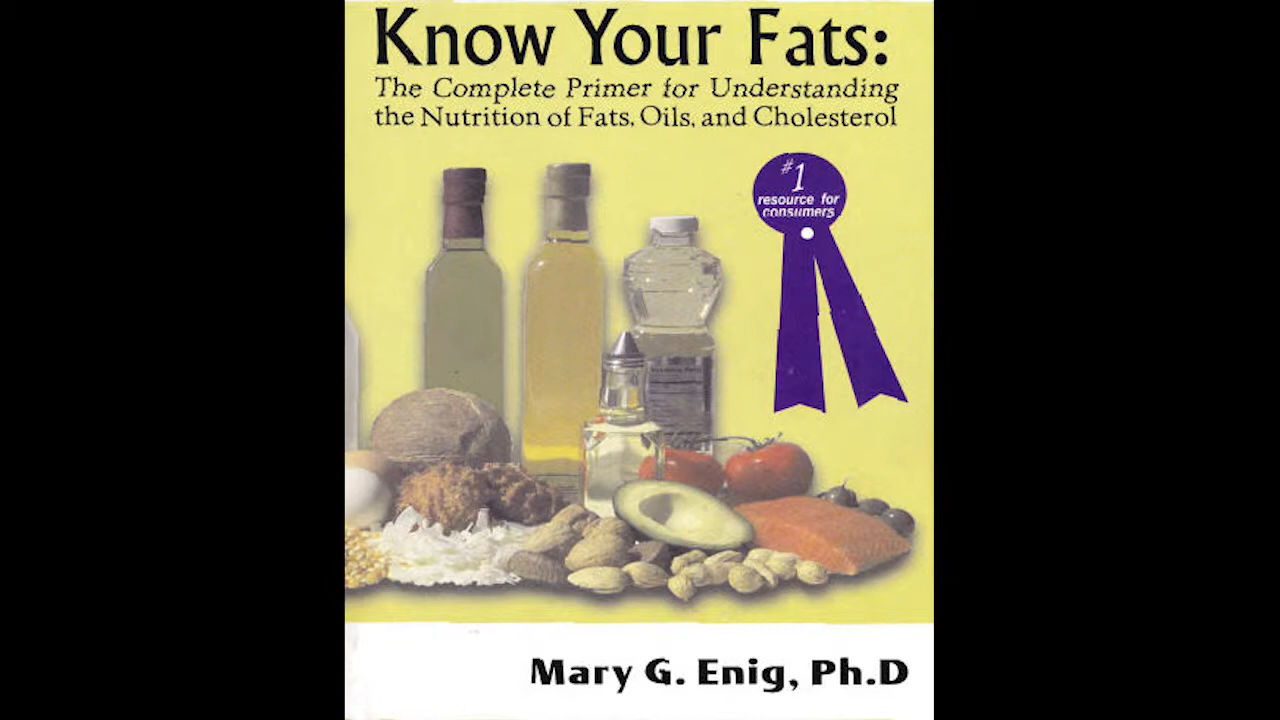 Know Your Fats:
The Complete Primer for Understanding
the Nutrition of Fats, Oils, and Cholesterol
#1
resource for
consumers
Mary G. Enig, Ph.D